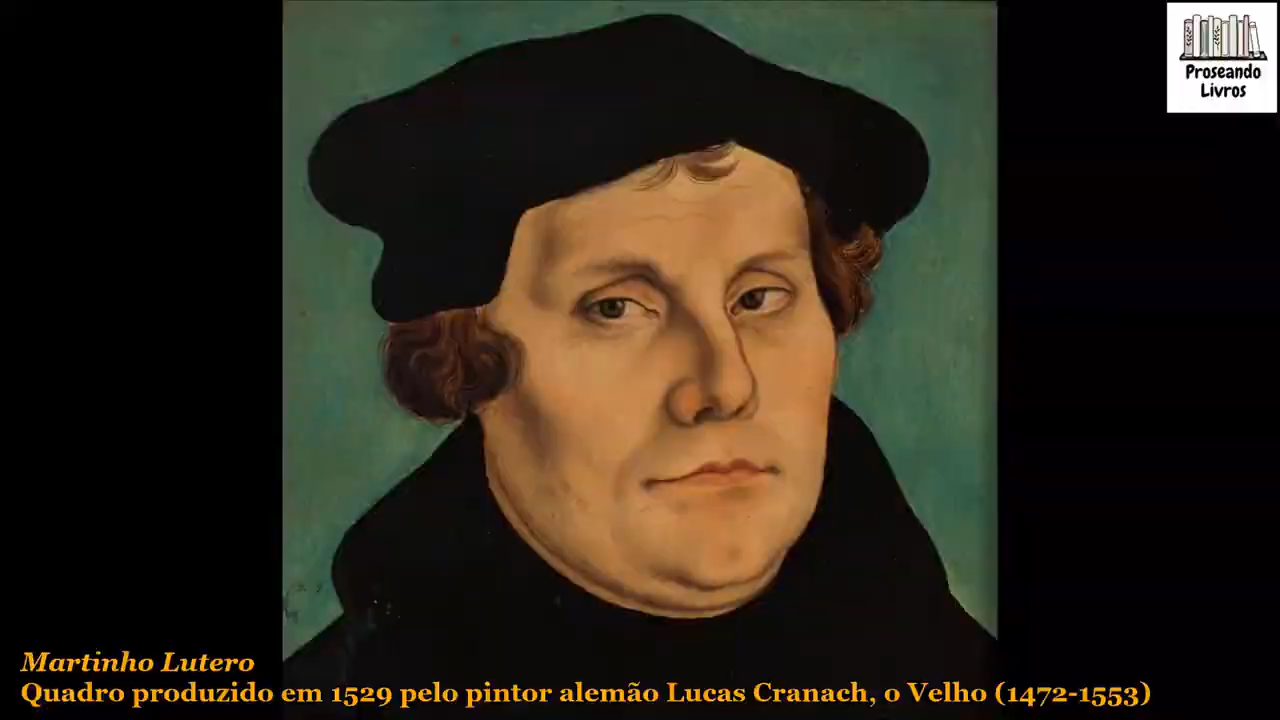 Proseando
Livros
Martinho Lutero
Quadro produzido em 1529 pelo pintor alemão Lucas Cranach, o Velho (1472-1553)